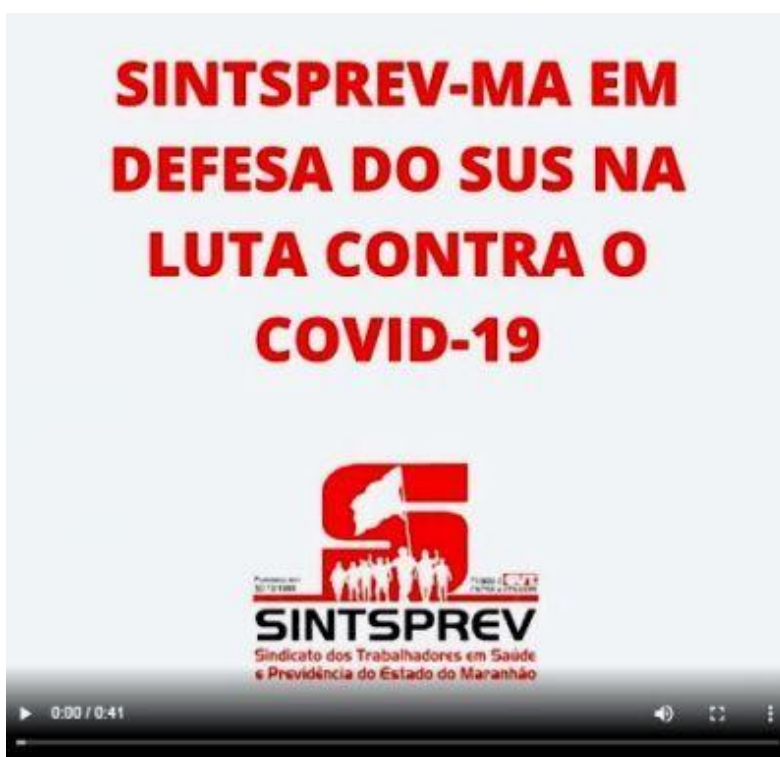 SINTSPREV-MA EM
DEFESA DO SUS NA
LUTA CONTRA O
COVID-19
SINTSPREV
Sindicato dos Trabalhadores em Saúde
e Previdência do Estado do Maranhão
0:00 / 0:41